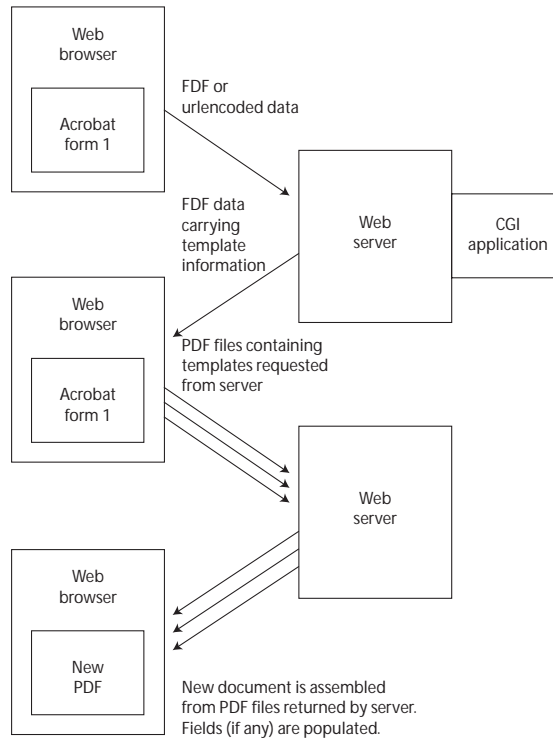 Web
browser
Acrobat
form 1
FDF or
urlencoded data
Web
server
CGI
application
FDF data
carrying
template
information
Web
browser
Acrobat
form 1
PDF files containing
templates requested
from server
Web
server
Web
browser
New
PDF
New document is assembled
from PDF files returned by server.
Fields (if any) are populated.